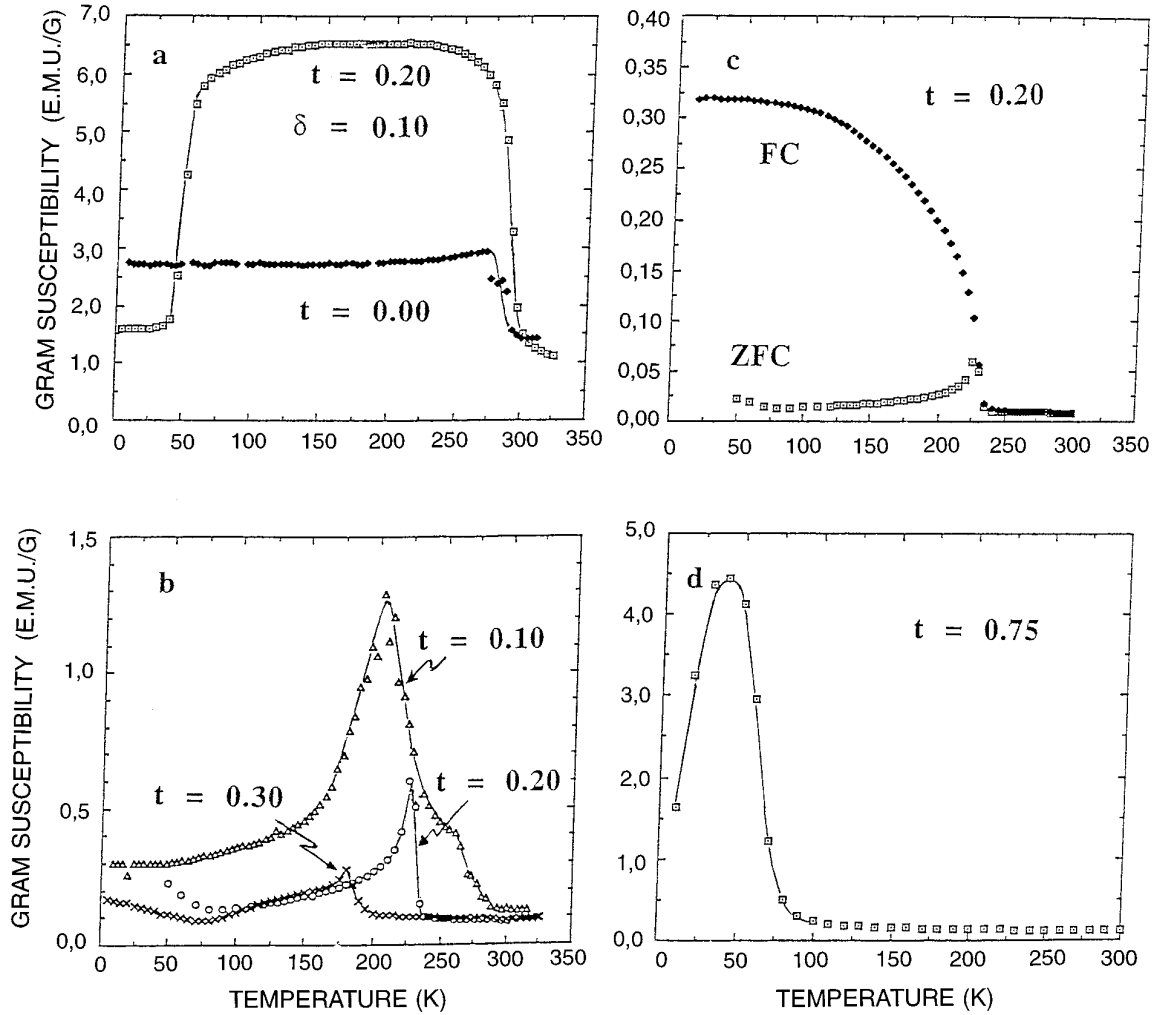 GRAM SUSCEPTIBILITY (E.M.U./G)
7,0
6,0
5,0
4,0
3,0
2,0
1,0
0,0
a
t = 0.20
δ = 0.10
t = 0.00
0 50 100 150 200 250 300 350
0,40
0,35
0,30
0,25
0,20
0,15
0,10
0,05
0,00
c
t = 0.20
FC
ZFC
50 100 150 200 250 300 350
GRAM SUSCEPTIBILITY (E.M.U./G)
1,5
1,0
0,5
0,0
b
t = 0.10
t = 0.20
t = 0.30
0 50 100 150 200 250 300 350
TEMPERATURE (K)
5,0
4,0
3,0
2,0
1,0
0,0
d
t = 0.75
0 50 100 150 200 250 300
TEMPERATURE (K)